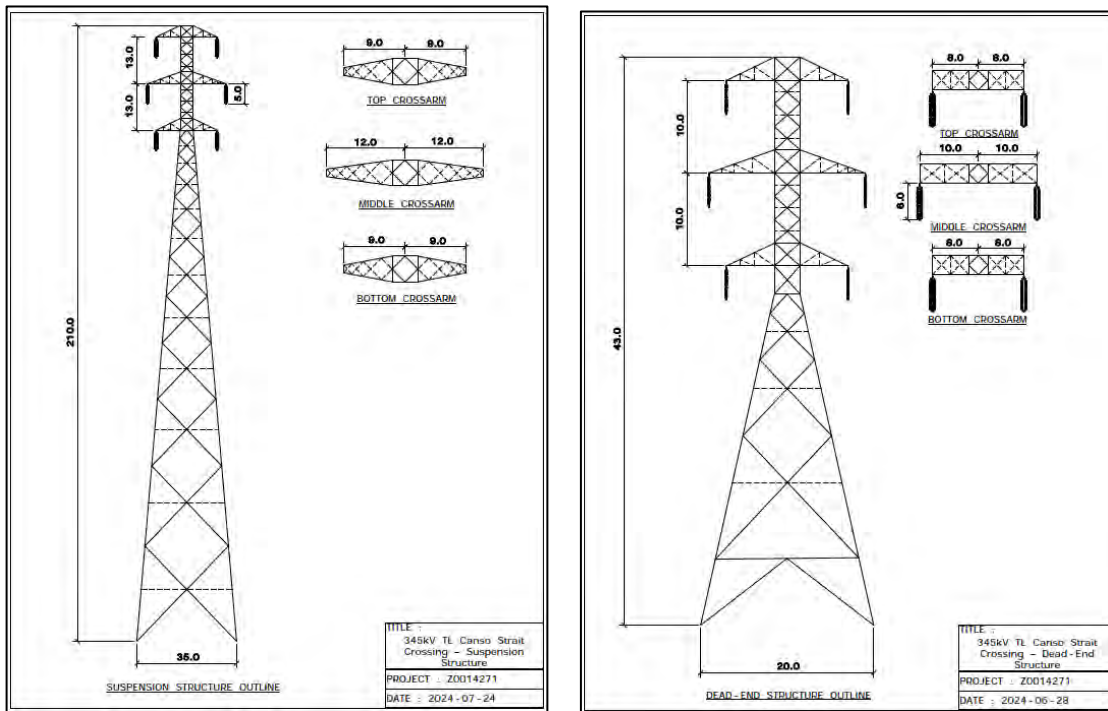 13.0
13.0
5.0
210.0
35.0
SUSPENSION STRUCTURE OUTLINE
9.0 9.0
TOP CROSSARM
12.0 12.0
MIDDLE CROSSARM
9.0 9.0
BOTTOM CROSSARM
TITLE :
345kV TL Canso Strait
Crossing - Suspension
Structure
PROJECT : Z0014271
DATE : 2024-07-24
10.0
10.0
43.0
20.0
DEAD-END STRUCTURE OUTLINE
8.0 8.0
TOP CROSSARM
10.0 10.0
6.0
MIDDLE CROSSARM
8.0 8.0
BOTTOM CROSSARM
TITLE :
345kV TL Canso Strait
Crossing - Dead-End
Structure
PROJECT : Z0014271
DATE : 2024-06-28